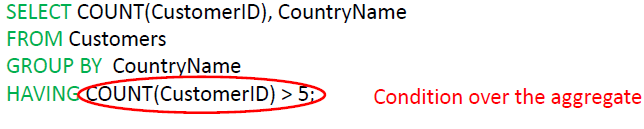 SELECT COUNT(CustomerID), CountryName
FROM Customers
GROUP BY CountryName
HAVING COUNT(CustomerID) > 5;
Condition over the aggregate